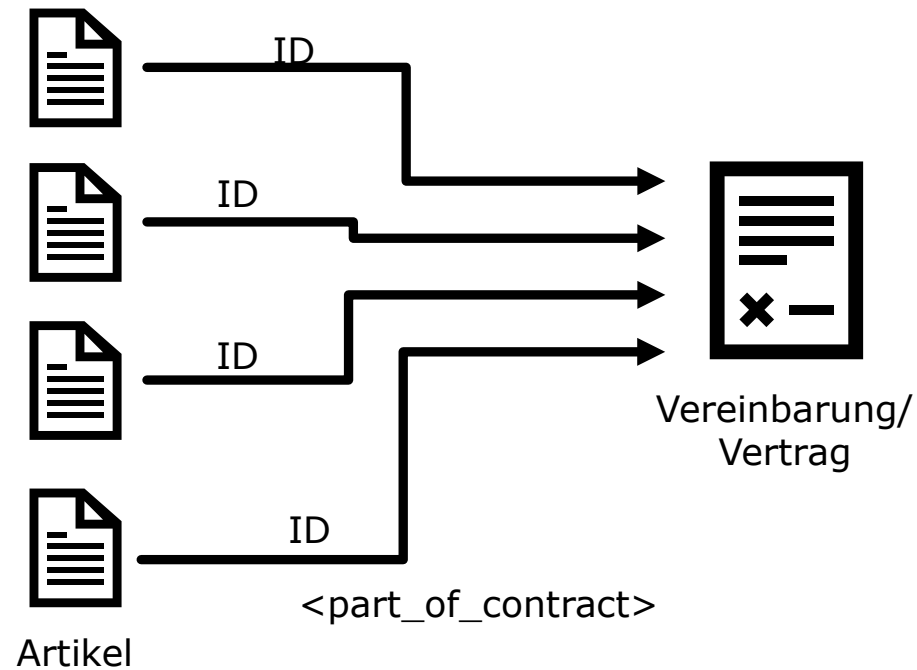 ID
ID
ID
Vereinbarung/
Vertrag
ID
<part_of_contract>
Artikel